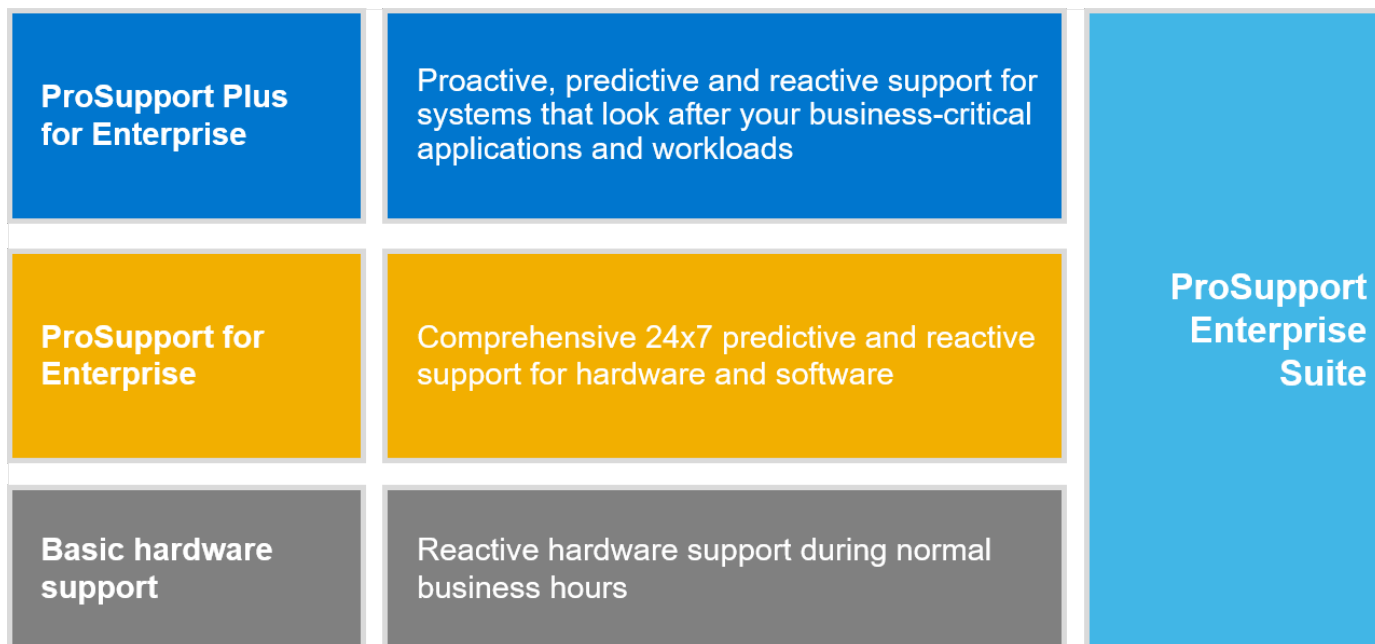 ProSupport Plus
for Enterprise
Proactive, predictive and reactive support for
systems that look after your business-critical
applications and workloads
ProSupport for
Enterprise
Comprehensive 24x7 predictive and reactive
support for hardware and software
Basic hardware
support
Reactive hardware support during normal
business hours
ProSupport
Enterprise
Suite